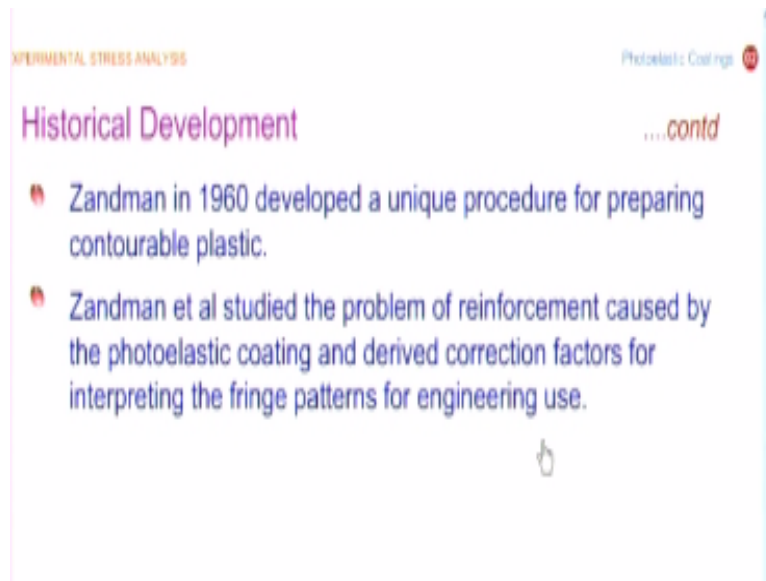 XPERIMENTAL STRESS ANALYSIS
Photoelastic Coatings
Historical Development
....contd
Zandman in 1960 developed a unique procedure for preparing
contourable plastic.
Zandman et al studied the problem of reinforcement caused by
the photoelastic coating and derived correction factors for
interpreting the fringe patterns for engineering use.